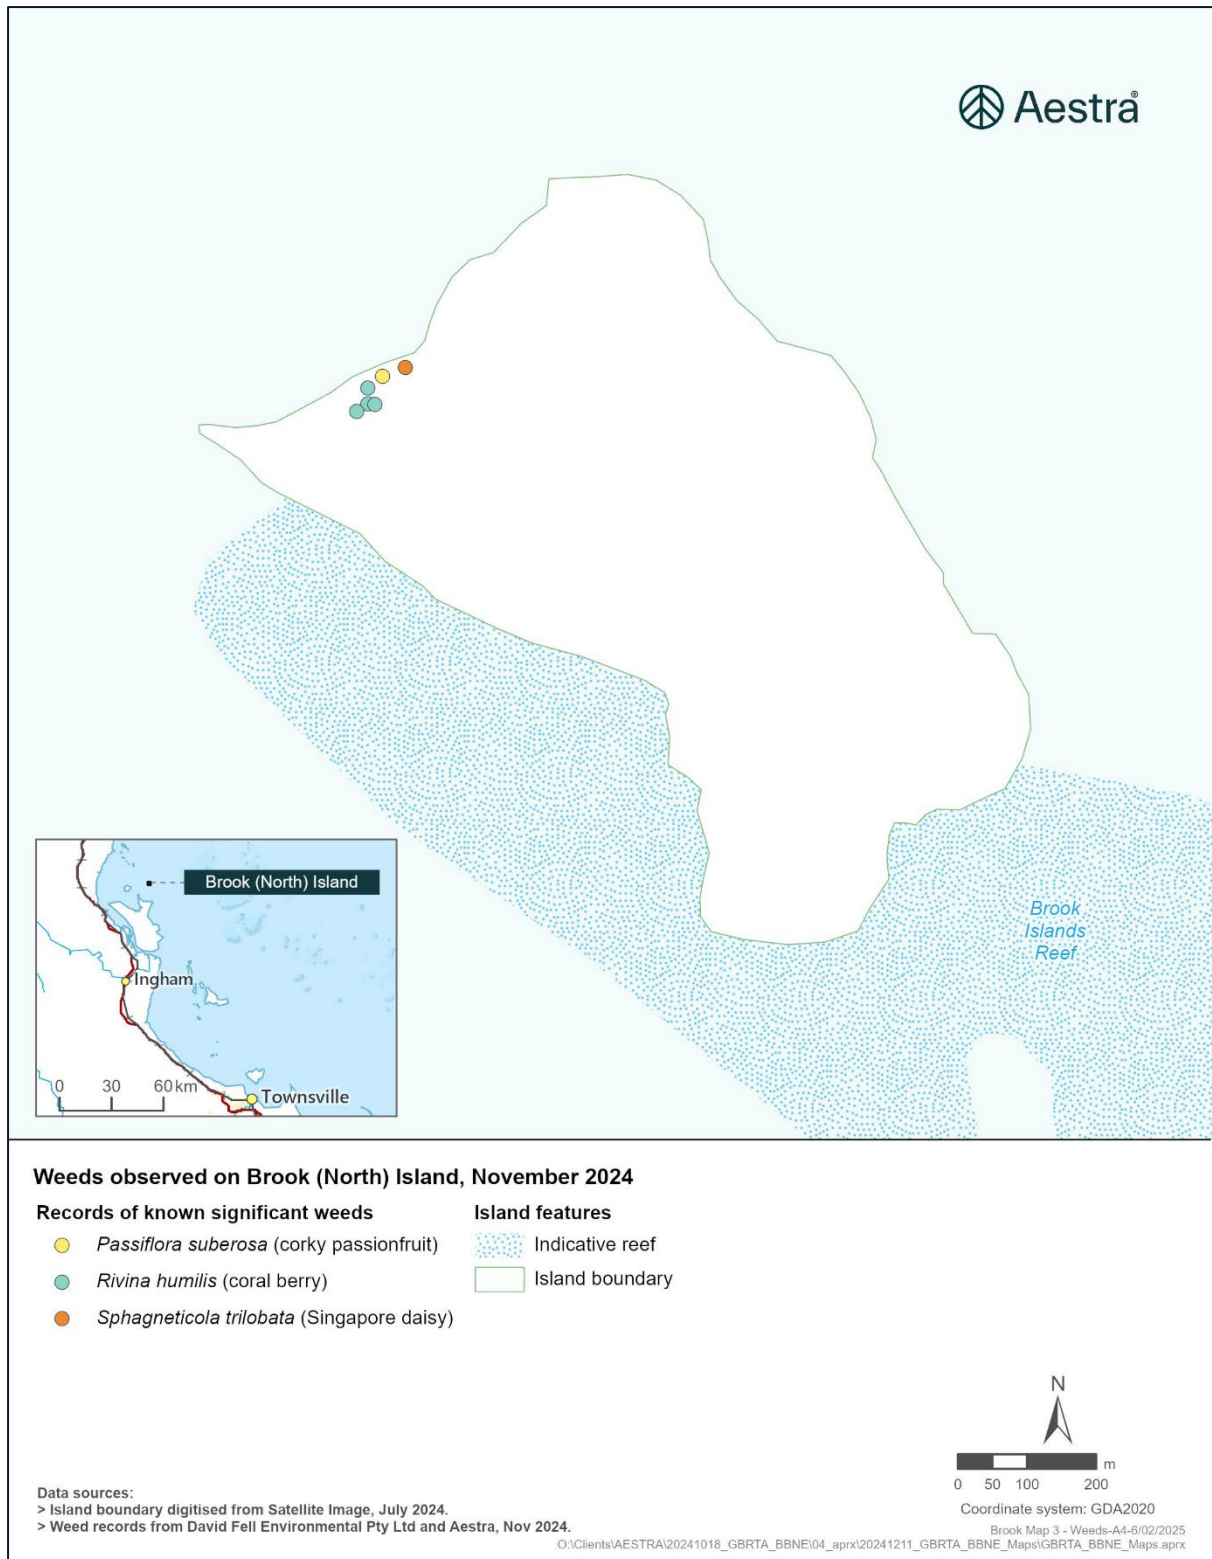 Aestra®
Brook
Islands
Reef
Brook (North) Island
Ingham
Townsville
0 30 60 km
Weeds observed on Brook (North) Island, November 2024
Records of known significant weeds
Passiflora suberosa (corky passionfruit)
Rivina humilis (coral berry)
Sphagneticola trilobata (Singapore daisy)
Island features
Indicative reef
Island boundary
N
m
0 50 100 200
Coordinate system: GDA2020
Data sources:
> Island boundary digitised from Satellite Image, July 2024.
> Weed records from David Fell Environmental Pty Ltd and Aestra, Nov 2024.
Brook Map 3 - Weeds-A4-6/02/2025
O:\Clients\AESTRA\20241018_GBRTA_BBNE\04_aprx\20241211_GBRTA_BBNE_Maps\GBRTA_BBNE_Maps.aprx